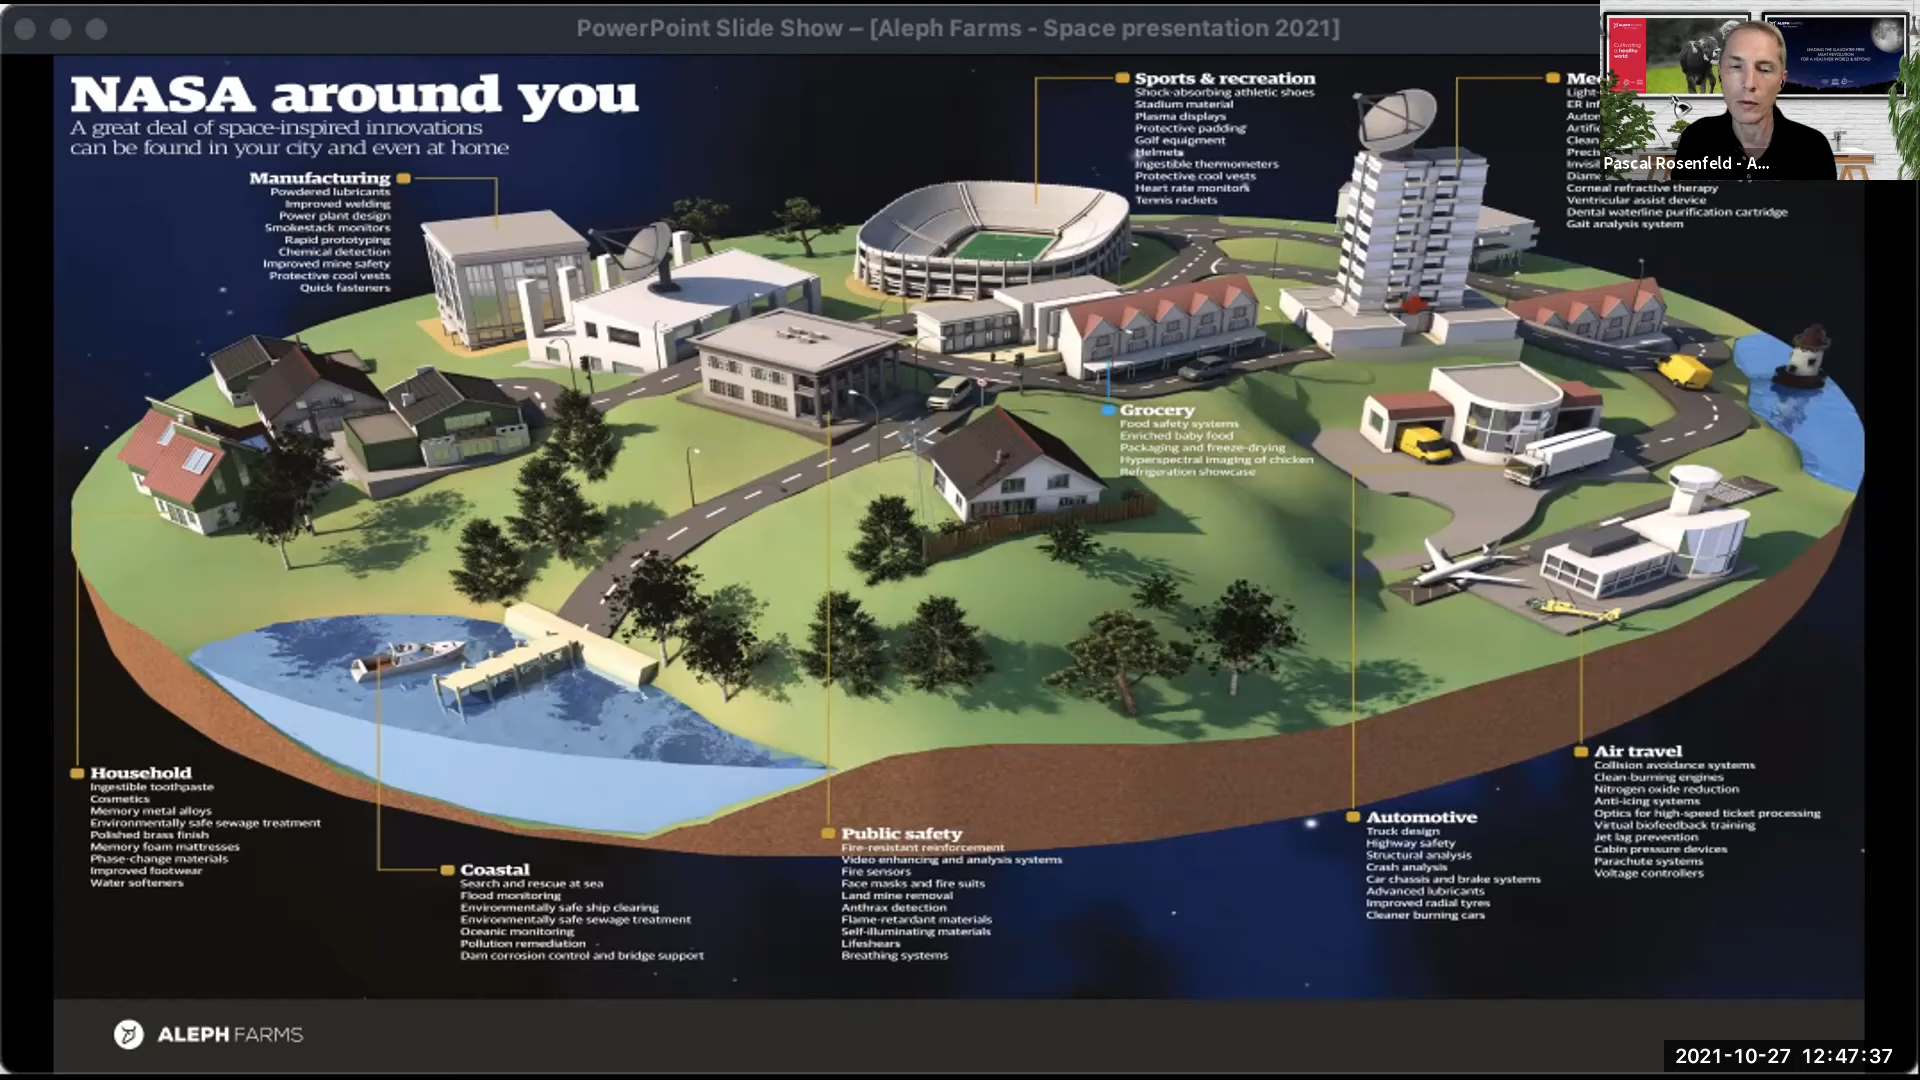 PowerPoint Slide Show – [Aleph Farms - Space presentation 2021]
NASA around you
A great deal of space-inspired innovations
can be found in your city and even at home
Manufacturing
Powdered lubricants
Improved welding
Power plant design
Smokestack monitors
Rapid prototyping
Chemical detection
Improved mine safety
Protective cool vests
Quick fasteners
Sports & recreation
Shock-absorbing athletic shoes
Stadium material
Plasma displays
Protective padding
Golf equipment
Helmets
Ingestible thermometers
Protective cool vests
Heart rate monitors
Tennis rackets
Corneal refractive therapy
Ventricular assist device
Dental waterline purification cartridge
Gait analysis system
Pascal Rosenfeld - A...
Grocery
Food safety systems
Enriched baby food
Packaging and freeze-drying
Hyperspectral imaging of chicken
Refrigeration showcase
Household
Ingestible toothpaste
Cosmetics
Memory metal alloys
Environmentally safe sewage treatment
Polished brass finish
Memory foam mattresses
Phase-change materials
Improved footwear
Water softeners
Coastal
Search and rescue at sea
Flood monitoring
Environmentally safe ship clearing
Environmentally safe sewage treatment
Oceanic monitoring
Pollution remediation
Dam corrosion control and bridge support
Public safety
Fire-resistant reinforcement
Video enhancing and analysis systems
Fire sensors
Face masks and fire suits
Land mine removal
Anthrax detection
Flame-retardant materials
Self-illuminating materials
Lifeshears
Breathing systems
Automotive
Truck design
Highway safety
Structural analysis
Crash analysis
Car chassis and brake systems
Advanced lubricants
Improved radial tyres
Cleaner burning cars
Air travel
Collision avoidance systems
Clean-burning engines
Nitrogen oxide reduction
Anti-icing systems
Optics for high-speed ticket processing
Virtual biofeedback training
Jet lag prevention
Cabin pressure devices
Parachute systems
Voltage controllers
ALEPH FARMS
2021-10-27 12:47:37